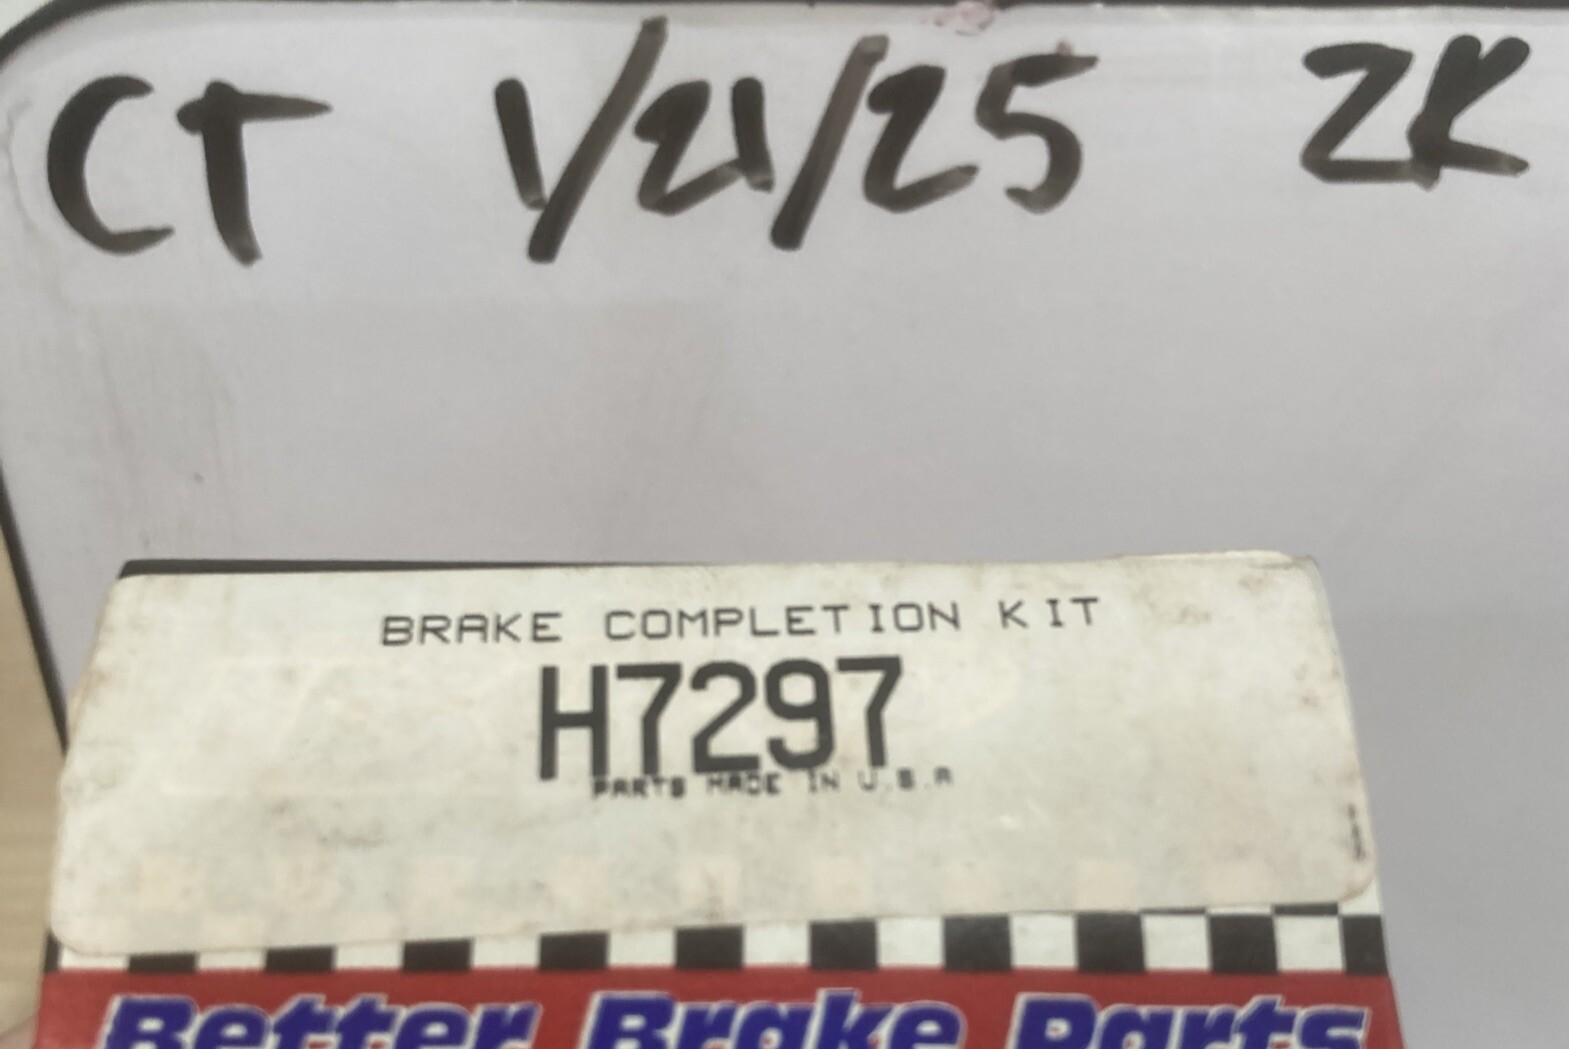 CT 1/21/25 ZK
BRAKE COMPLETION KIT
H7297
PARTS MADE IN U.S.A
Better Brake Parts